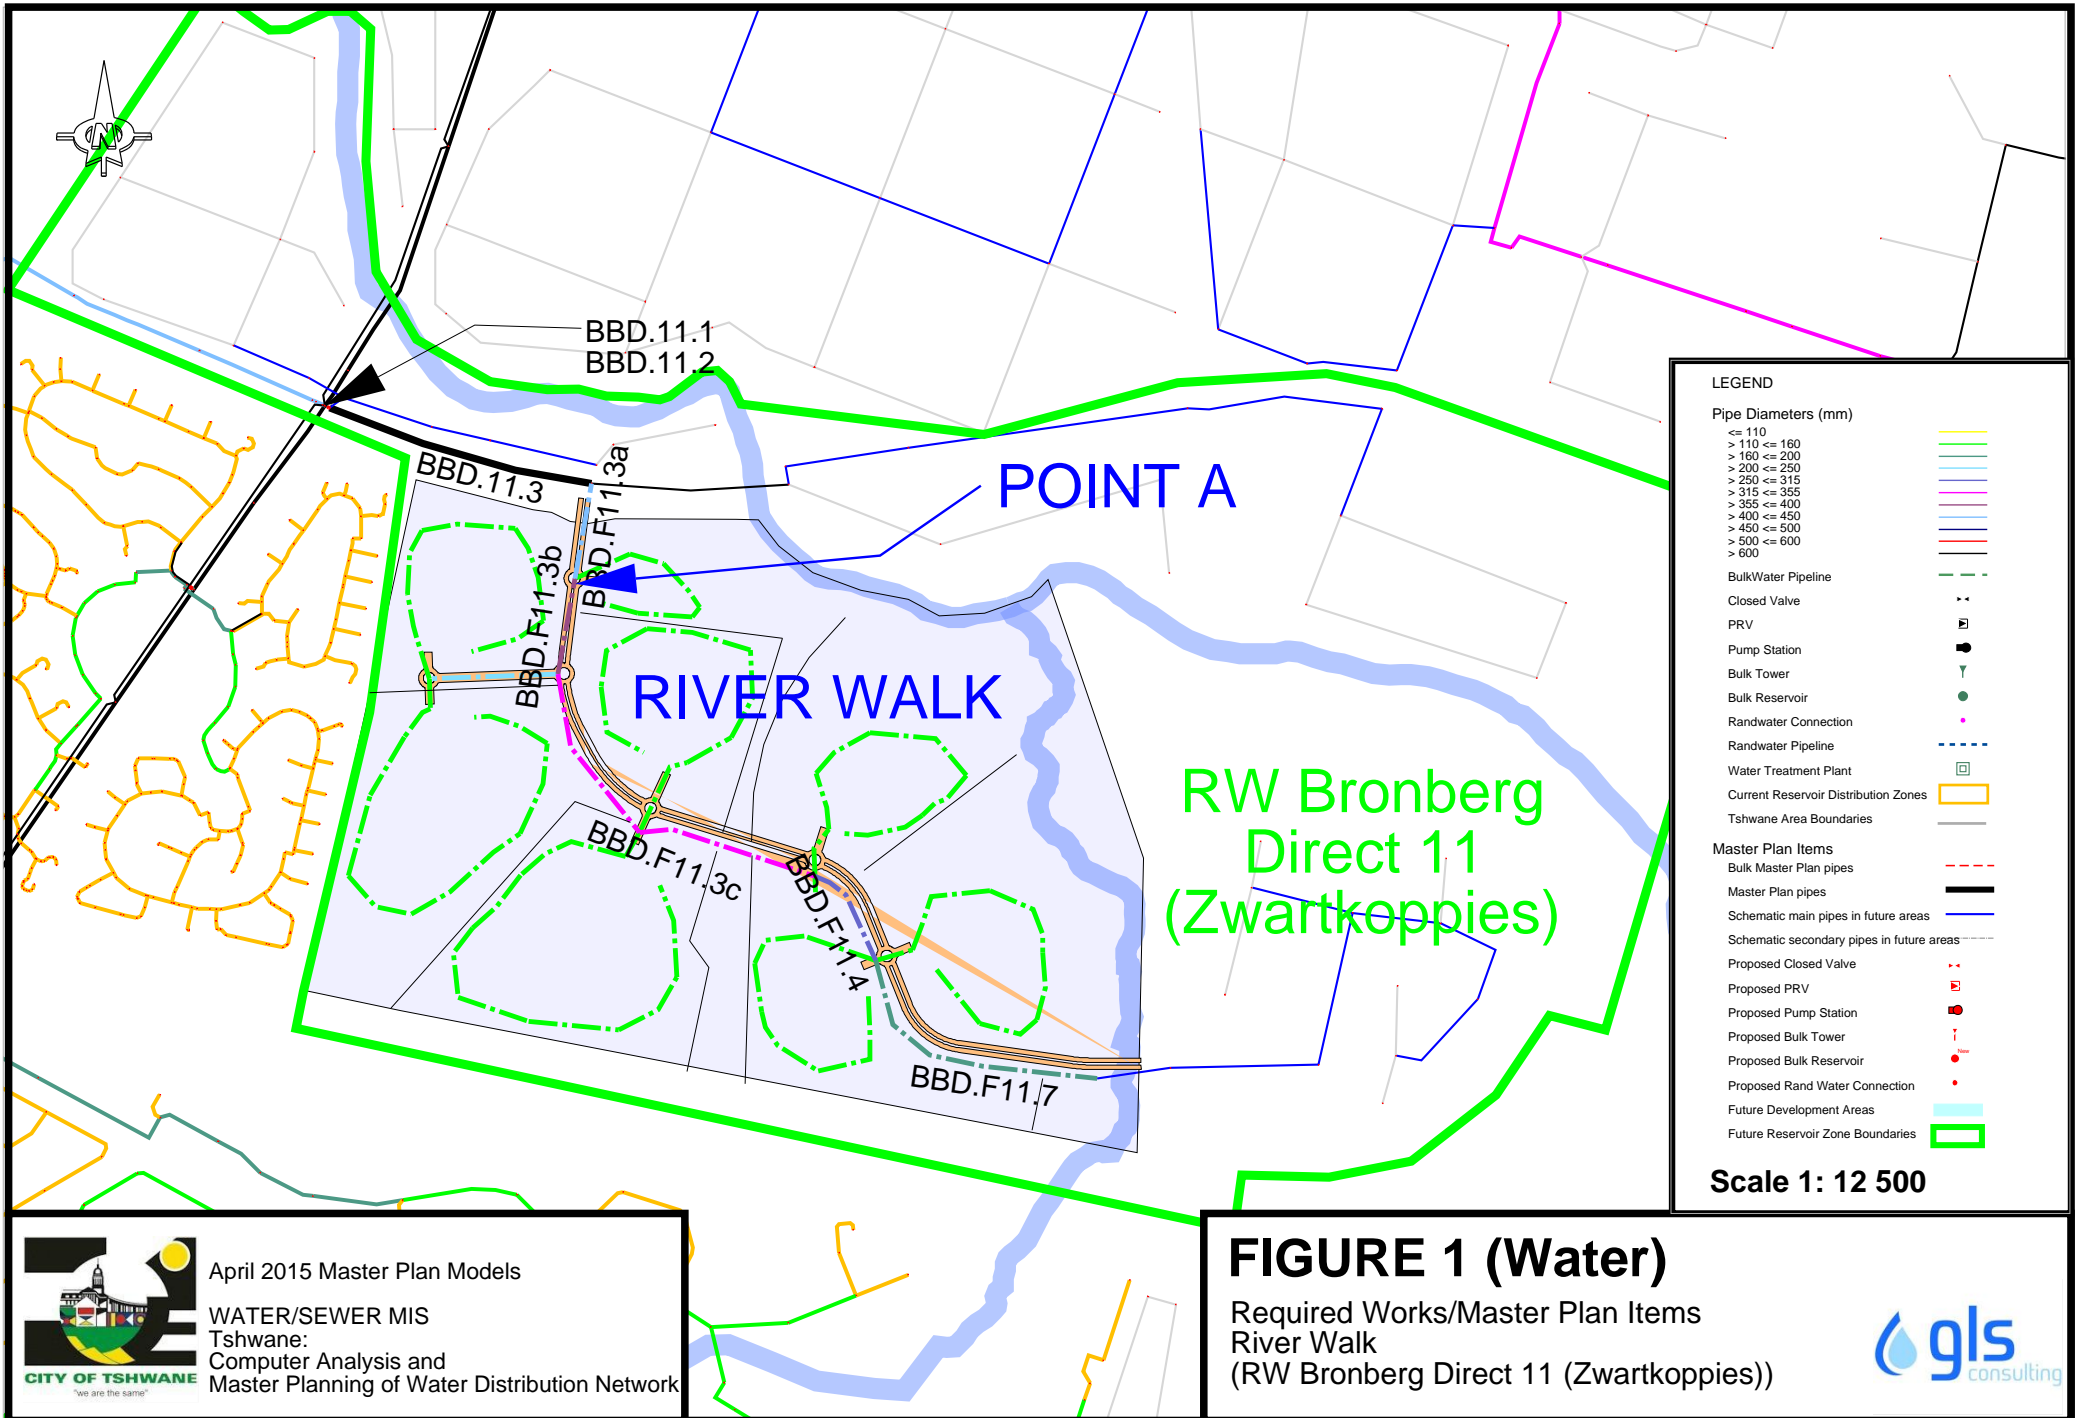 N
BBD.11.1
BBD.11.2
BBD.11.3
BBD.F11.3a
BBD.F11.3b
POINT A
RIVER WALK
BBD.F11.3c
BBD.F11.4
BBD.F11.7
RW Bronberg
Direct 11
(Zwartkoppies)
LEGEND
Pipe Diameters (mm)
<= 110
> 110 <= 160
> 160 <= 200
> 200 <= 250
> 250 <= 315
> 315 <= 355
> 355 <= 400
> 400 <= 450
> 450 <= 500
> 500 <= 600
> 600
BulkWater Pipeline
Closed Valve
PRV
Pump Station
Bulk Tower
Bulk Reservoir
Randwater Connection
Randwater Pipeline
Water Treatment Plant
Current Reservoir Distribution Zones
Tshwane Area Boundaries
Master Plan Items
Bulk Master Plan pipes
Master Plan pipes
Schematic main pipes in future areas
Schematic secondary pipes in future areas
Proposed Closed Valve
Proposed PRV
Proposed Pump Station
Proposed Bulk Tower
Proposed Bulk Reservoir
New
Proposed Rand Water Connection
Future Development Areas
Future Reservoir Zone Boundaries
Scale 1: 12 500
CITY OF TSHWANE
"we are the same"
April 2015 Master Plan Models
WATER/SEWER MIS
Tshwane:
Computer Analysis and
Master Planning of Water Distribution Network
FIGURE 1 (Water)
Required Works/Master Plan Items
River Walk
(RW Bronberg Direct 11 (Zwartkoppies))
gls
consulting